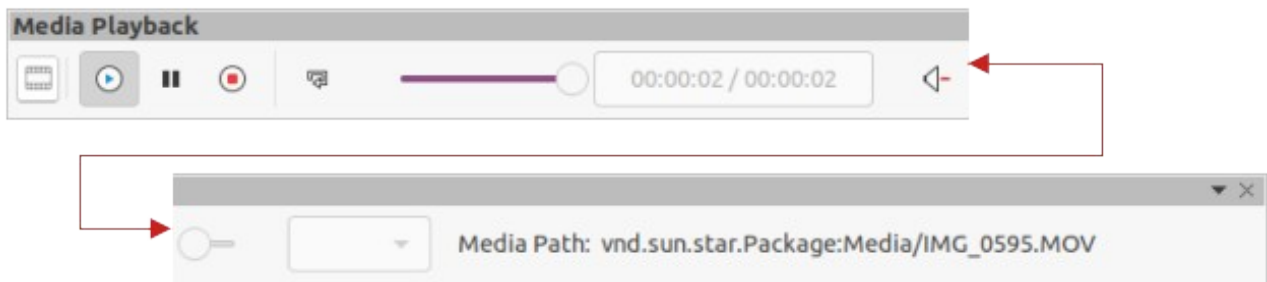 Media Playback
00:00:02 / 00:00:02
Media Path: vnd.sun.star.Package:Media/IMG_0595.MOV